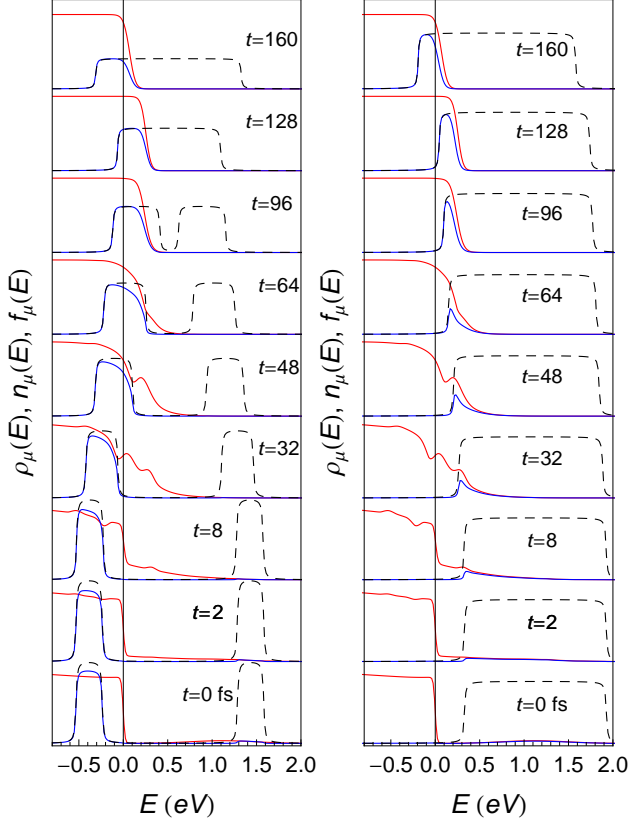 t=160
t=128
t=96
t=64
t=48
t=32
t=8
t=2
t=0 fs
ρμ(E), nμ(E), fμ(E)
−0.5 0.0 0.5 1.0 1.5 2.0
E (eV)
t=160
t=128
t=96
t=64
t=48
t=32
t=8
t=2
t=0 fs
ρμ(E), nμ(E), fμ(E)
−0.5 0.0 0.5 1.0 1.5 2.0
E (eV)